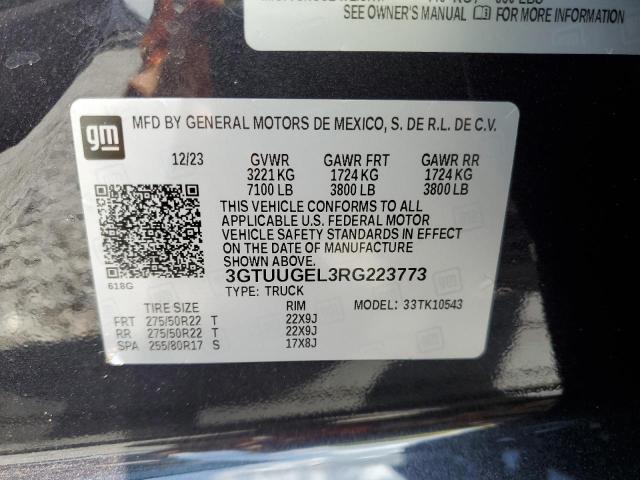 SEE OWNER'S MANUAL FOR MORE INFORMATION
gm
MFD BY GENERAL MOTORS DE MEXICO, S. DE R.L. DE C.V.
12/23 GVWR GAWR FRT GAWR RR
3221 KG 1724 KG 1724 KG
7100 LB 3800 LB 3800 LB
THIS VEHICLE CONFORMS TO ALL
APPLICABLE U.S. FEDERAL MOTOR
VEHICLE SAFETY STANDARDS IN EFFECT
ON THE DATE OF MANUFACTURE
SHOWN ABOVE.
3GTUUGEL3RG223773
618G
TYPE: TRUCK
TIRE SIZE RIM MODEL: 33TK10543
FRT 275/50R22 T 22X9J
RR 275/50R22 T 22X9J
SPA 255/80R17 S 17X8J